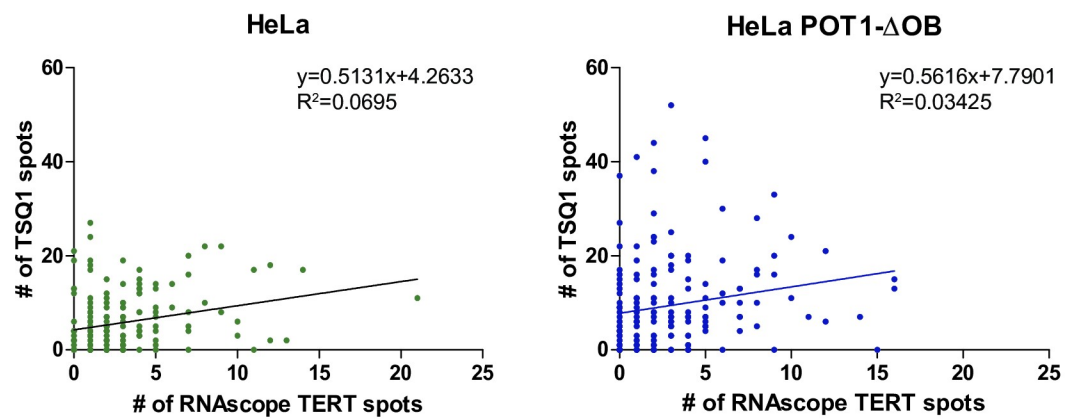 HeLa
y=0.5131x+4.2633
R²=0.0695
# of TSQ1 spots
60
40
20
0
0 5 10 15 20 25
# of RNAscope TERT spots
HeLa POT1-ΔOB
y=0.5616x+7.7901
R²=0.03425
# of TSQ1 spots
60
40
20
0
0 5 10 15 20 25
# of RNAscope TERT spots